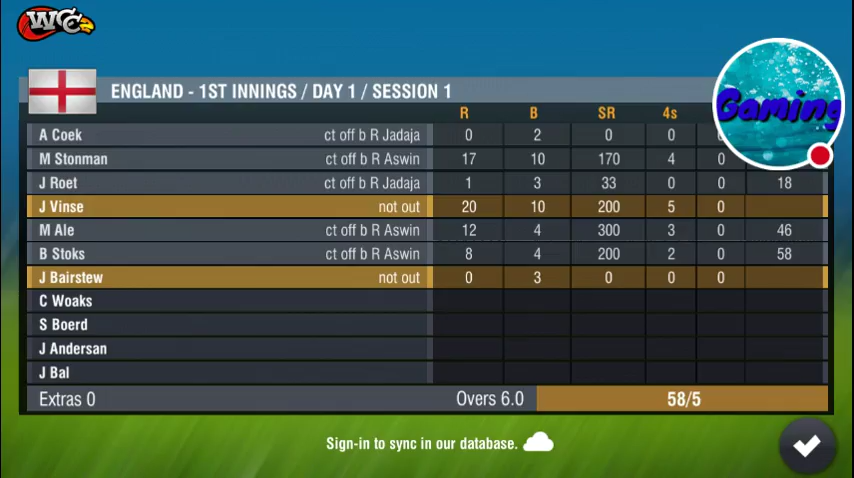 WCC
ENGLAND - 1ST INNINGS / DAY 1 / SESSION 1
Gaming
R B SR 4s
A Coek ct off b R Jadaja 0 2 0 0
M Stonman ct off b R Aswin 17 10 170 4 0
J Roet ct off b R Jadaja 1 3 33 0 0 18
J Vinse not out 20 10 200 5 0
M Ale ct off b R Aswin 12 4 300 3 0 46
B Stoks ct off b R Aswin 8 4 200 2 0 58
J Bairstew not out 0 3 0 0 0
C Woaks
S Boerd
J Andersan
J Bal
Extras 0 Overs 6.0 58/5
Sign-in to sync in our database.